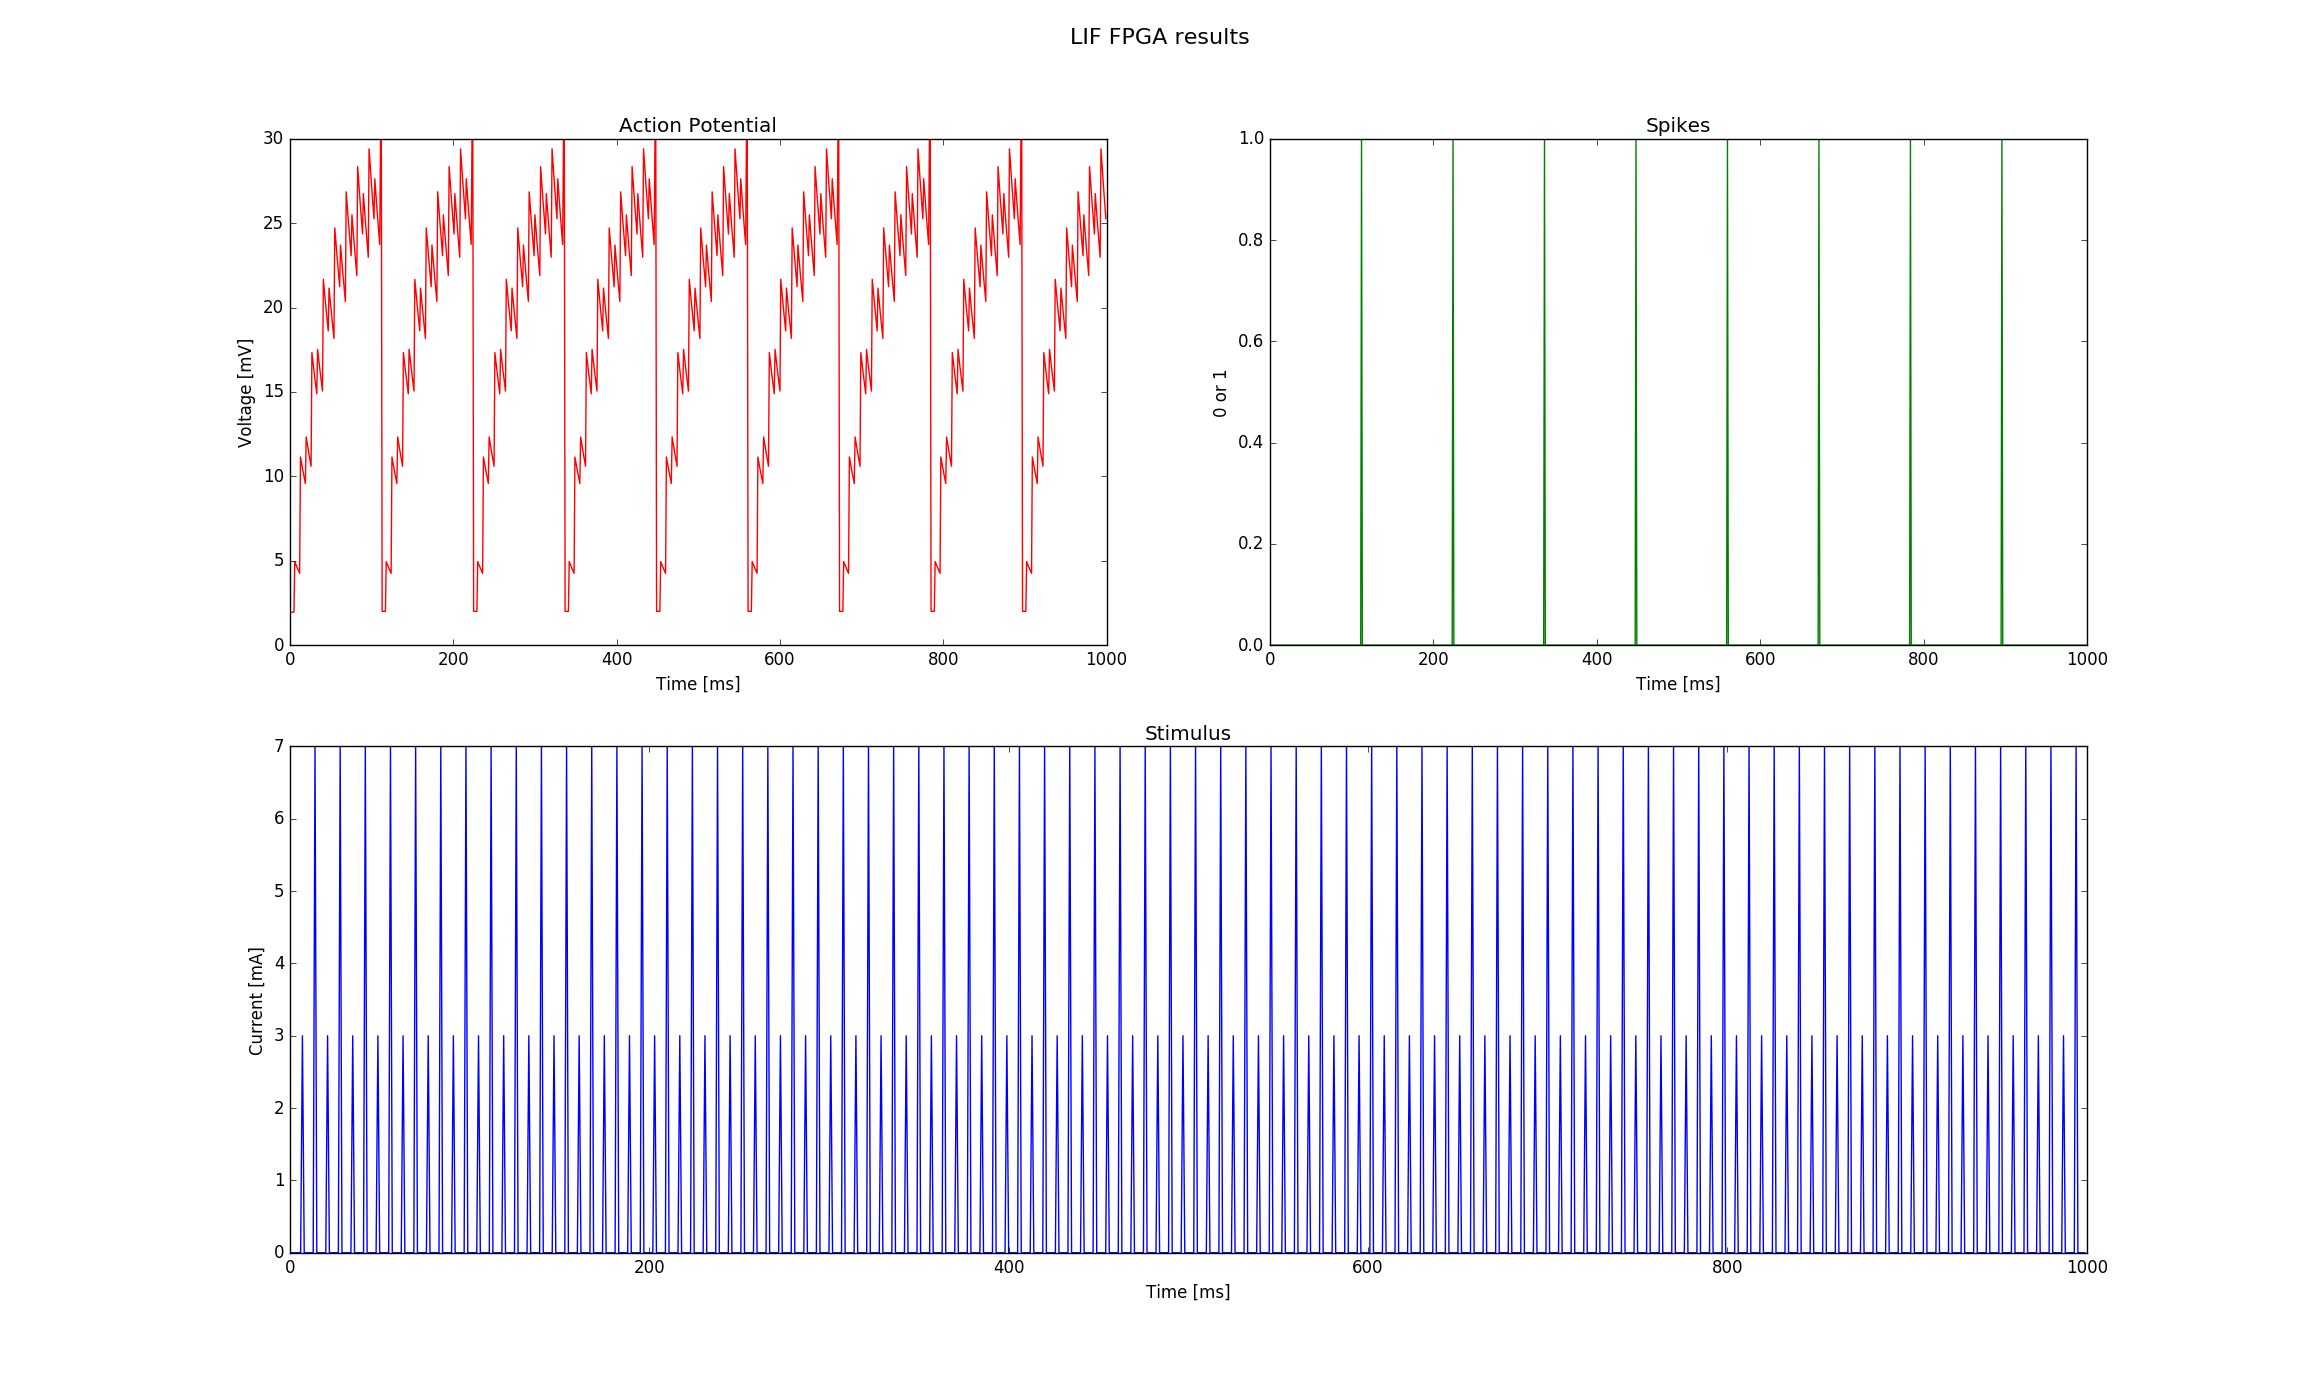 LIF FPGA results
Action Potential
30
25
20
15
10
5
0
Voltage [mV]
0 200 400 600 800 1000
Time [ms]
Spikes
1.0
0.8
0.6
0.4
0.2
0.0
0 or 1
0 200 400 600 800 1000
Time [ms]
Stimulus
7
6
5
4
3
2
1
0
Current [mA]
0 200 400 600 800 1000
Time [ms]